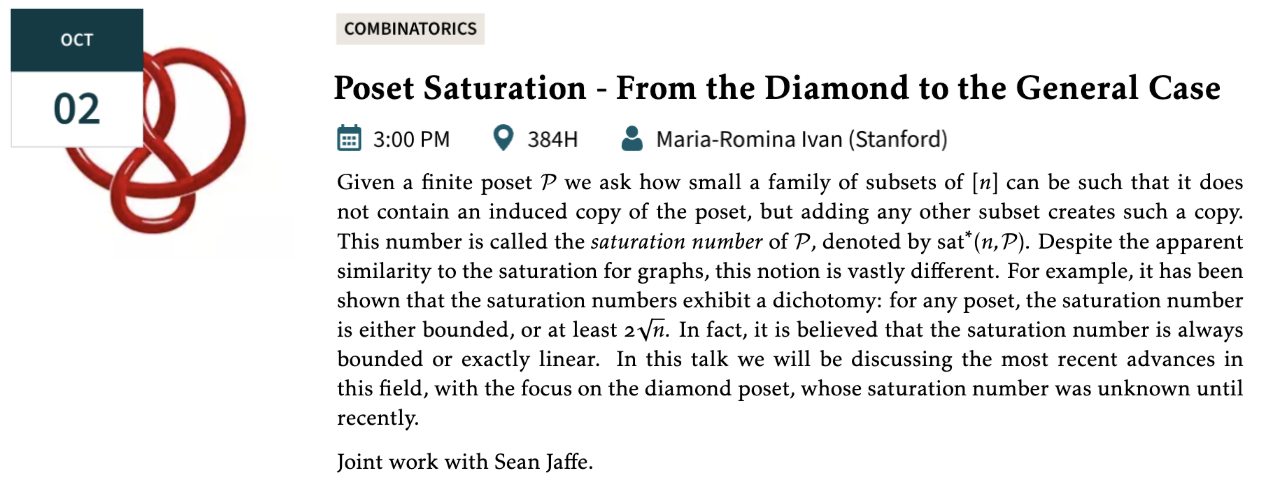 OCT
02
COMBINATORICS
Poset Saturation - From the Diamond to the General Case
3:00 PM 384H Maria-Romina Ivan (Stanford)
Given a finite poset 𝒫 we ask how small a family of subsets of [n] can be such that it does
not contain an induced copy of the poset, but adding any other subset creates such a copy.
This number is called the saturation number of 𝒫, denoted by sat*(n,𝒫). Despite the apparent
similarity to the saturation for graphs, this notion is vastly different. For example, it has been
shown that the saturation numbers exhibit a dichotomy: for any poset, the saturation number
is either bounded, or at least 2√n. In fact, it is believed that the saturation number is always
bounded or exactly linear. In this talk we will be discussing the most recent advances in
this field, with the focus on the diamond poset, whose saturation number was unknown until
recently.
Joint work with Sean Jaffe.